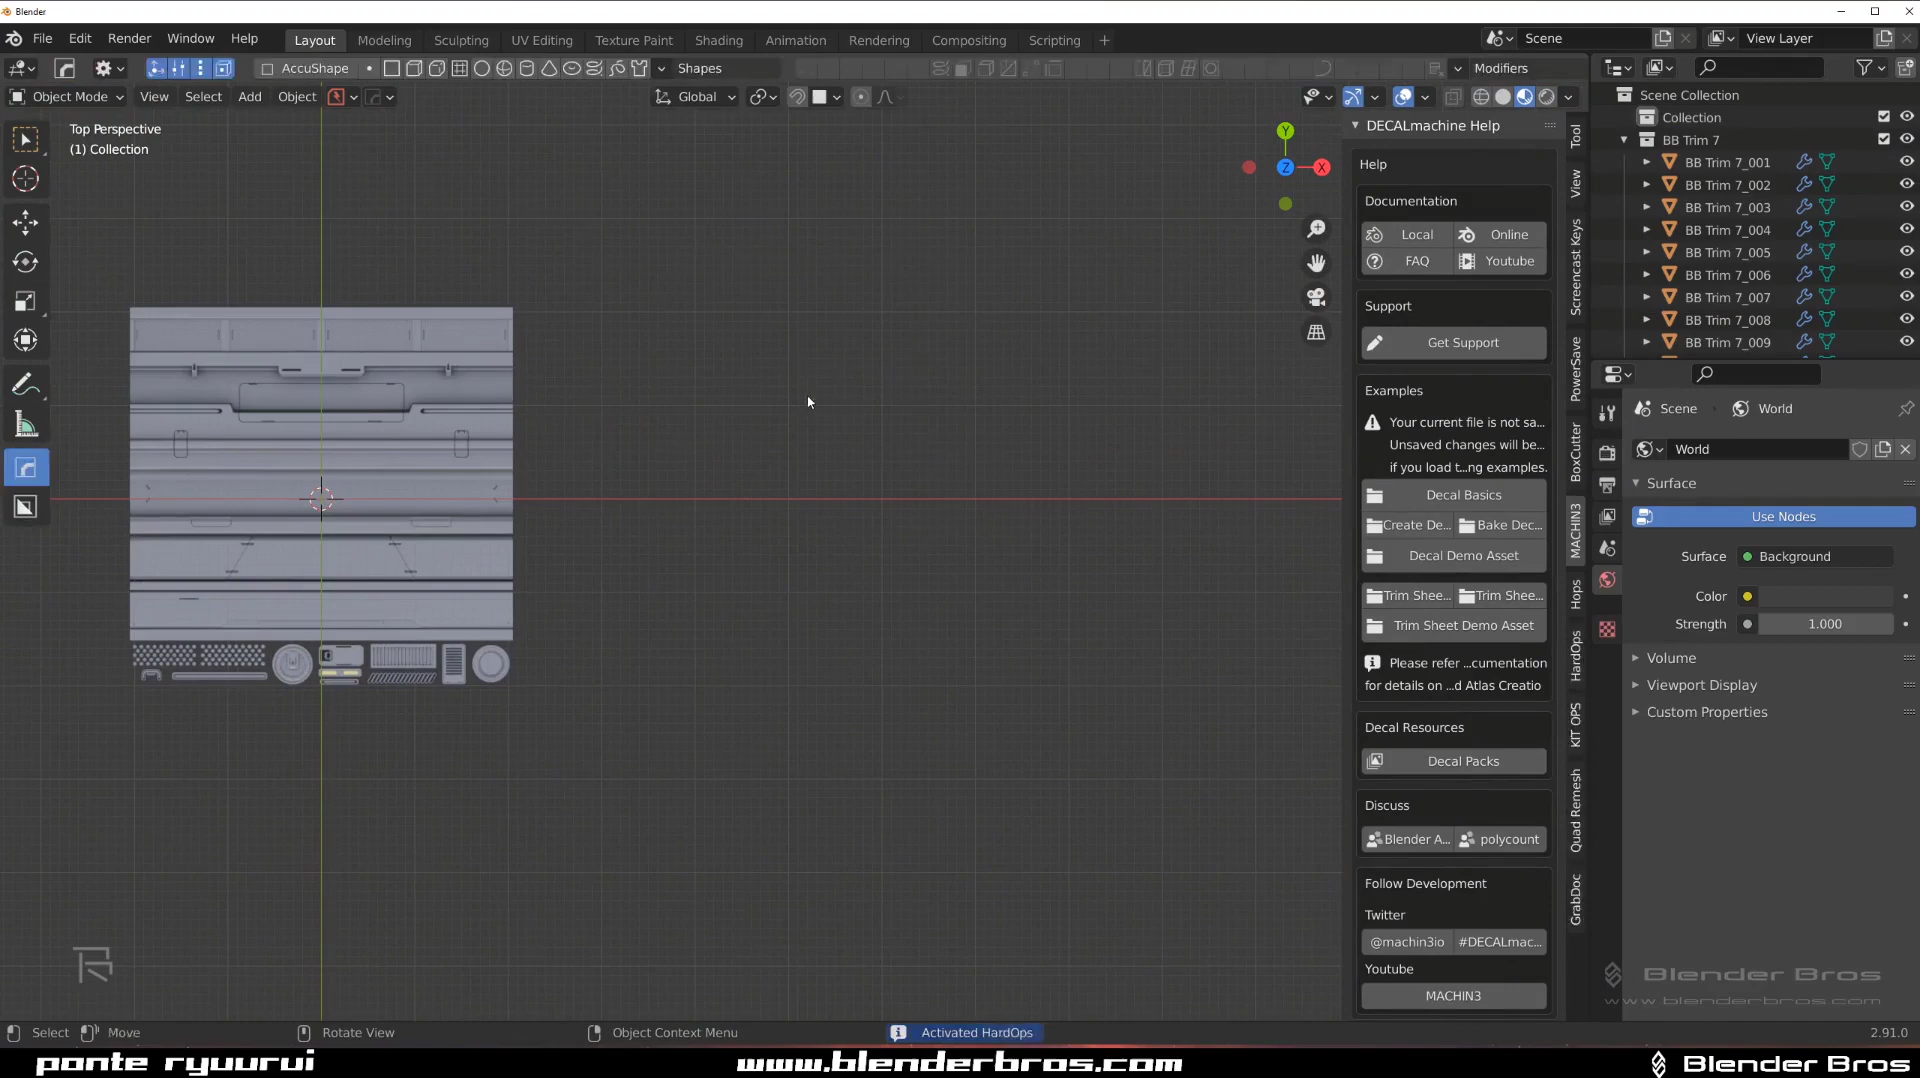 Blender
File Edit Render Window Help
Layout Modeling Sculpting UV Editing Texture Paint Shading Animation Rendering Compositing Scripting +
Scene
View Layer
AccuShape
Shapes
Modifiers
Object Mode View Select Add Object
Global
Top Perspective
(1) Collection
Y
Z
X
DECALmachine Help
Help
Documentation
Local Online
FAQ Youtube
Support
Get Support
Examples
Your current file is not sa...
Unsaved changes will be...
if you load t...ng examples.
Decal Basics
Create De... Bake Dec...
Decal Demo Asset
Trim Shee... Trim Shee...
Trim Sheet Demo Asset
Please refer ...cumentation
for details on ...d Atlas Creatio
Decal Resources
Decal Packs
Discuss
Blender A... polycount
Follow Development
Twitter
@machin3io #DECALmac...
Youtube
MACHIN3
Tool
View
Screencast Keys
PowerSave
BoxCutter
MACHIN3
Hops
HardOps
KIT OPS
Quad Remesh
GrabDoc
Scene Collection
Collection
BB Trim 7
BB Trim 7_001
BB Trim 7_002
BB Trim 7_003
BB Trim 7_004
BB Trim 7_005
BB Trim 7_006
BB Trim 7_007
BB Trim 7_008
BB Trim 7_009
Scene World
World
Surface
Use Nodes
Surface Background
Color
Strength 1.000
Volume
Viewport Display
Custom Properties
Blender Bros
www.blenderbros.com
Select Move Rotate View Object Context Menu Activated HardOps 2.91.0
ponte ryuurui www.blenderbros.com Blender Bros